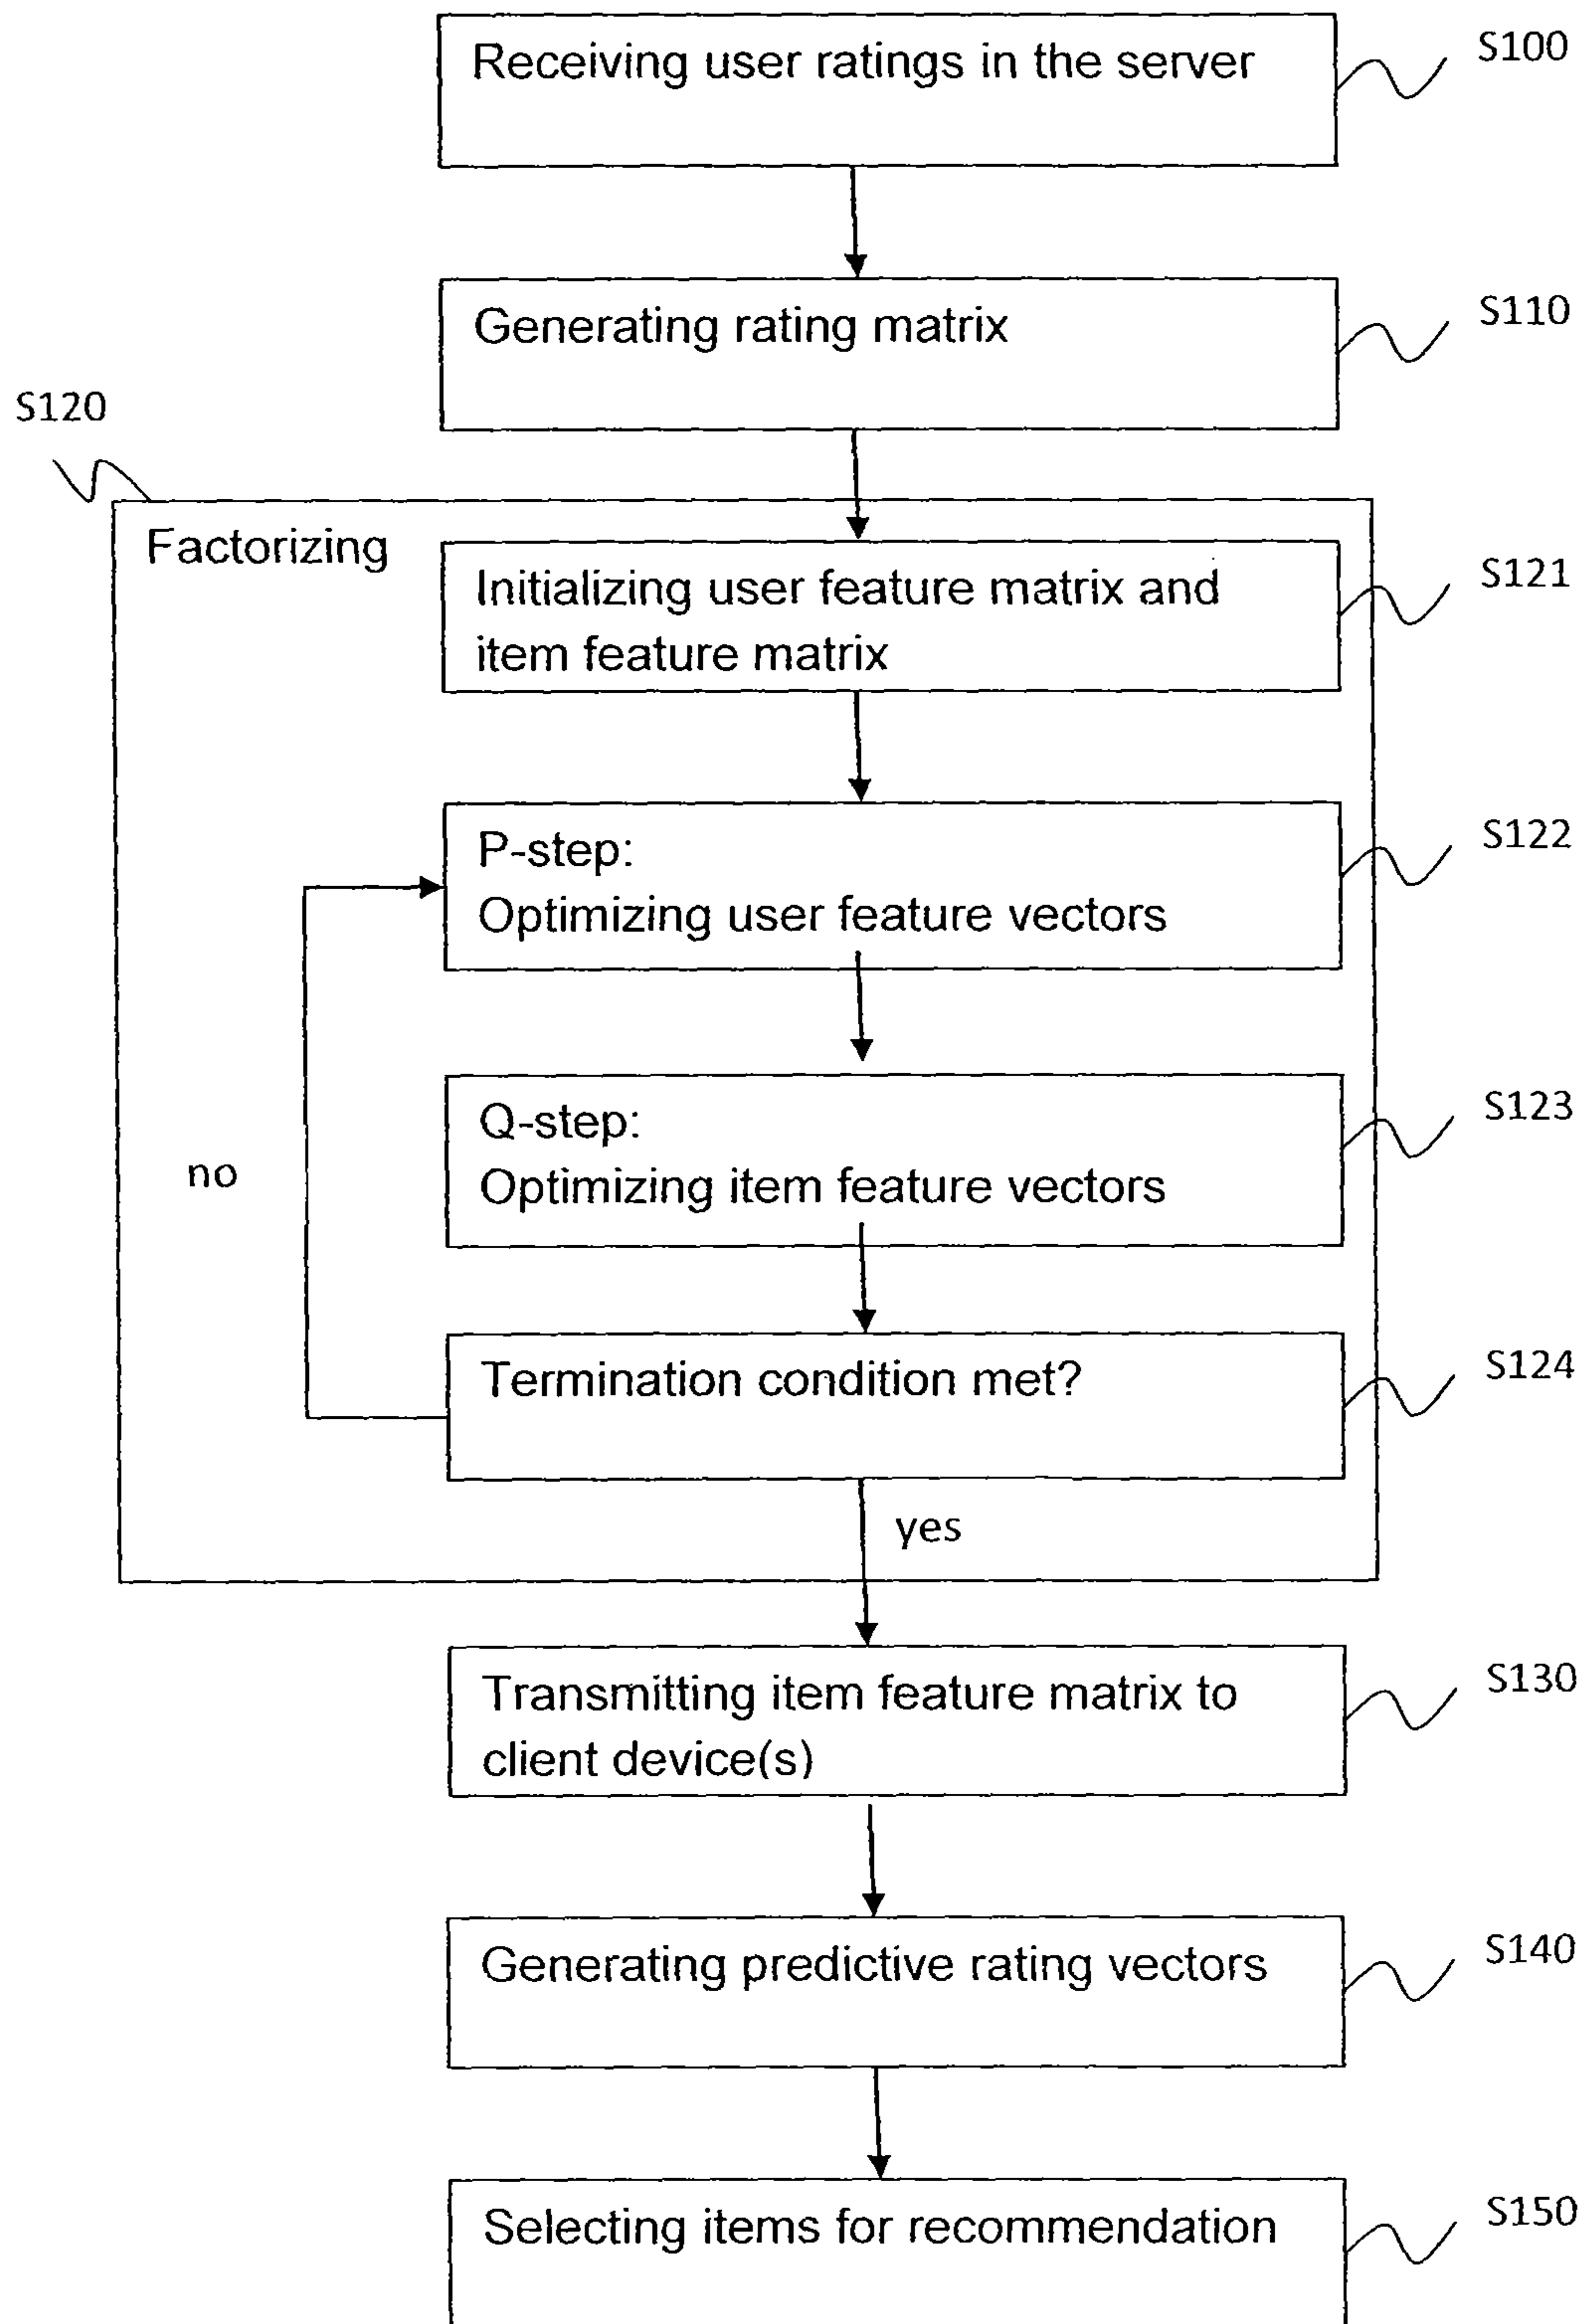 Receiving user ratings in the server
S100
Generating rating matrix
S110
S120
Factorizing
Initializing user feature matrix and
item feature matrix
S121
P-step:
Optimizing user feature vectors
S122
Q-step:
Optimizing item feature vectors
S123
no
Termination condition met?
S124
yes
Transmitting item feature matrix to
client device(s)
S130
Generating predictive rating vectors
S140
Selecting items for recommendation
S150